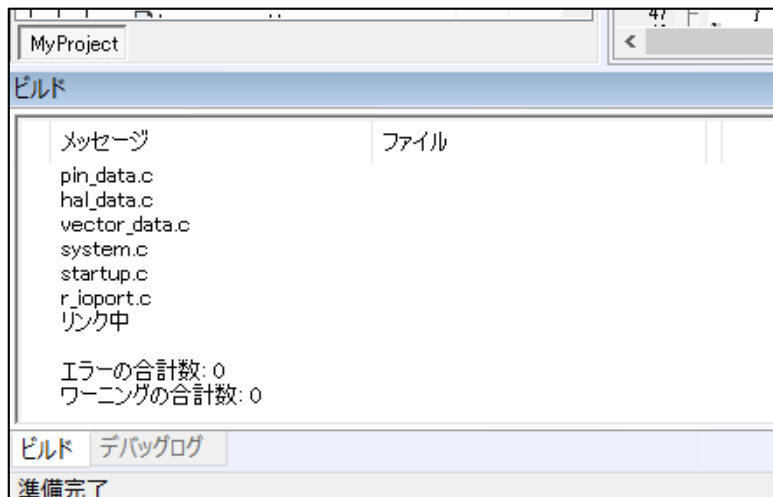 47
MyProject
ビルド
メッセージ ファイル
pin_data.c
hal_data.c
vector_data.c
system.c
startup.c
r_ioport.c
リンク中
エラーの合計数: 0
ワーニングの合計数: 0
ビルド デバッグログ
準備完了